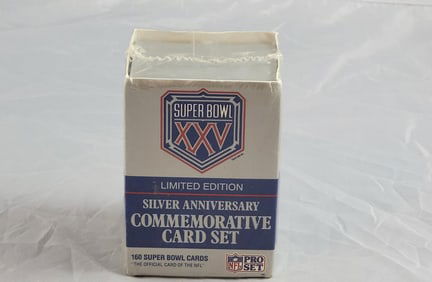 SUPER BOWL
XXV
LIMITED EDITION
SILVER ANNIVERSARY
COMMEMORATIVE
CARD SET
160 SUPER BOWL CARDS
"THE OFFICIAL CARD OF THE NFL"
NFL PRO
SET